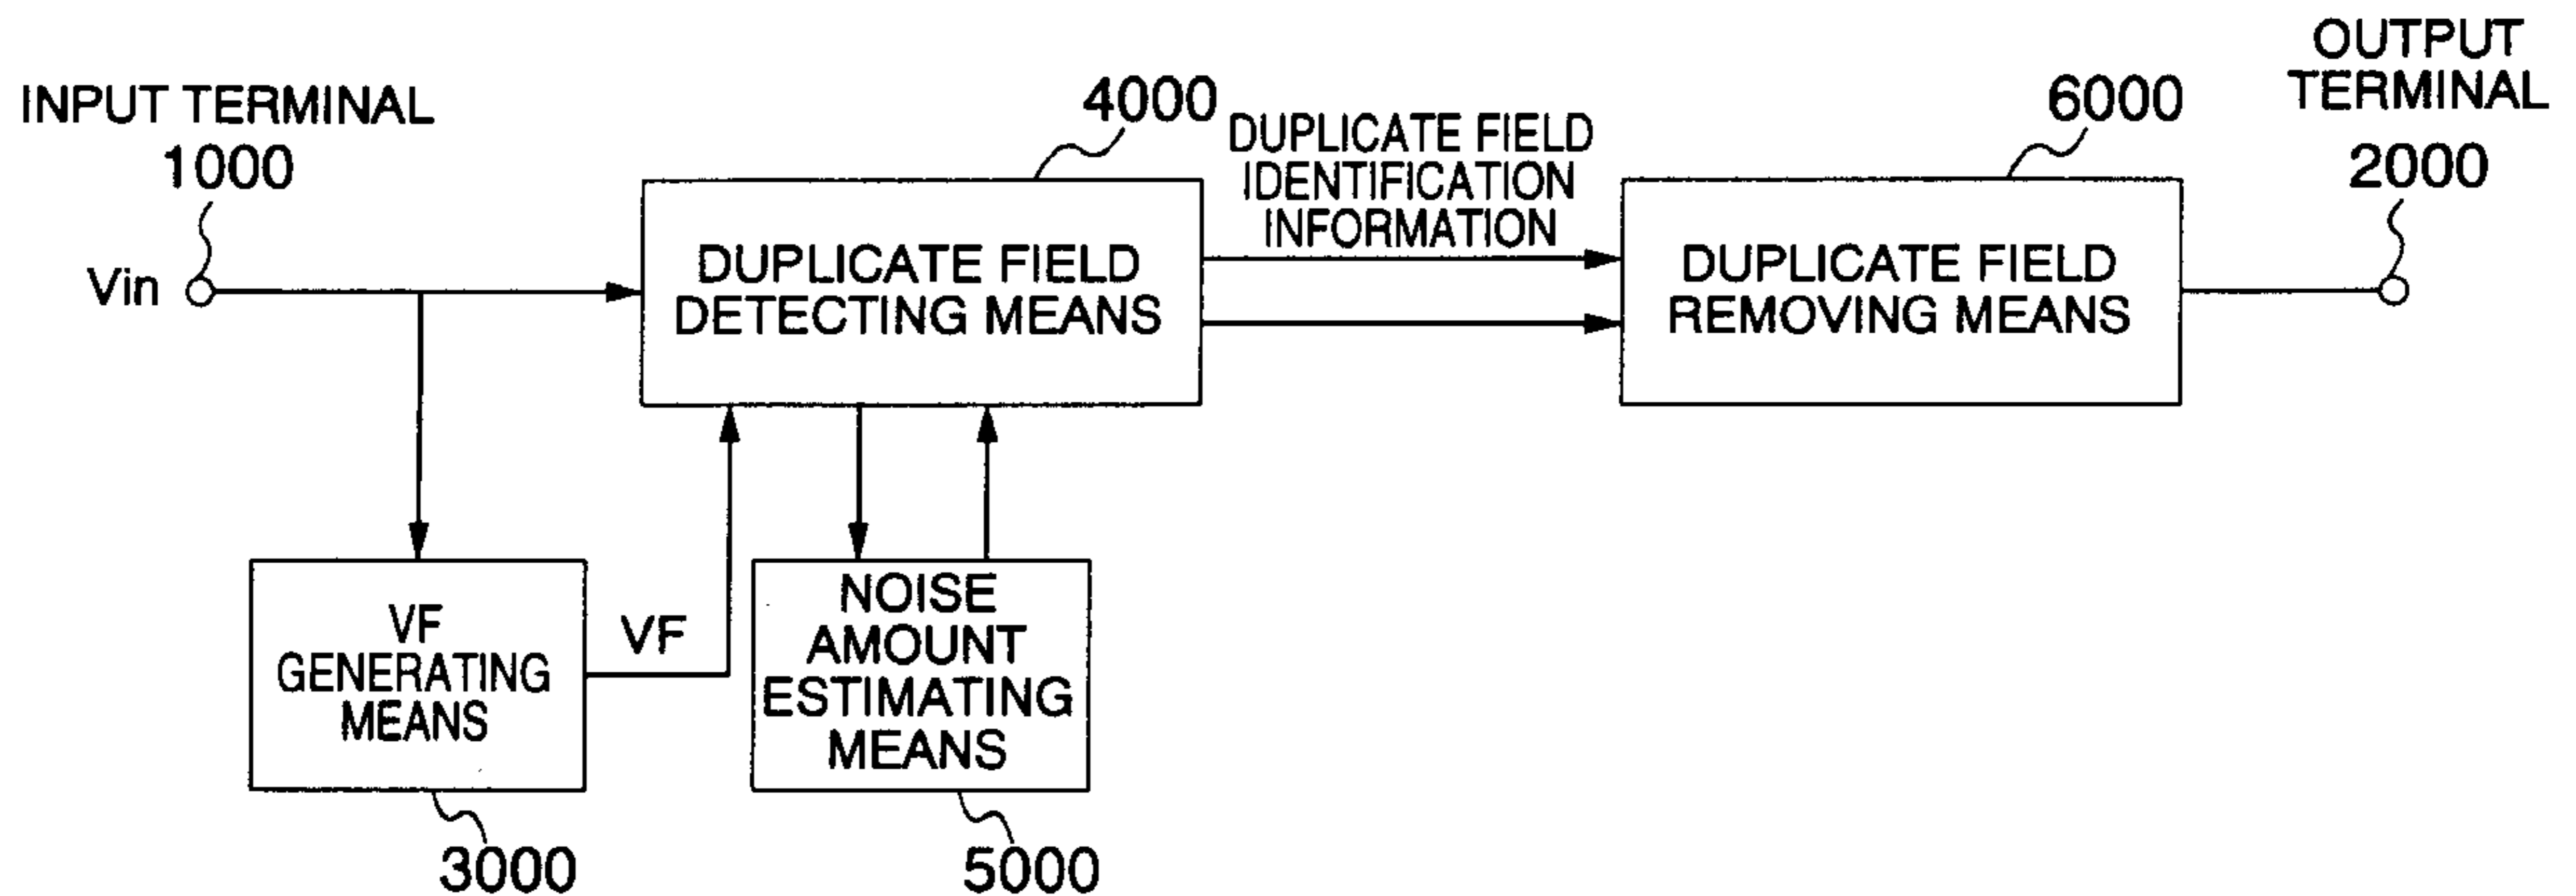 INPUT TERMINAL
1000
Vin
4000
DUPLICATE FIELD
DETECTING MEANS
DUPLICATE FIELD
IDENTIFICATION
INFORMATION
6000
DUPLICATE FIELD
REMOVING MEANS
OUTPUT
TERMINAL
2000
VF
GENERATING
MEANS
3000
VF
NOISE
AMOUNT
ESTIMATING
MEANS
5000